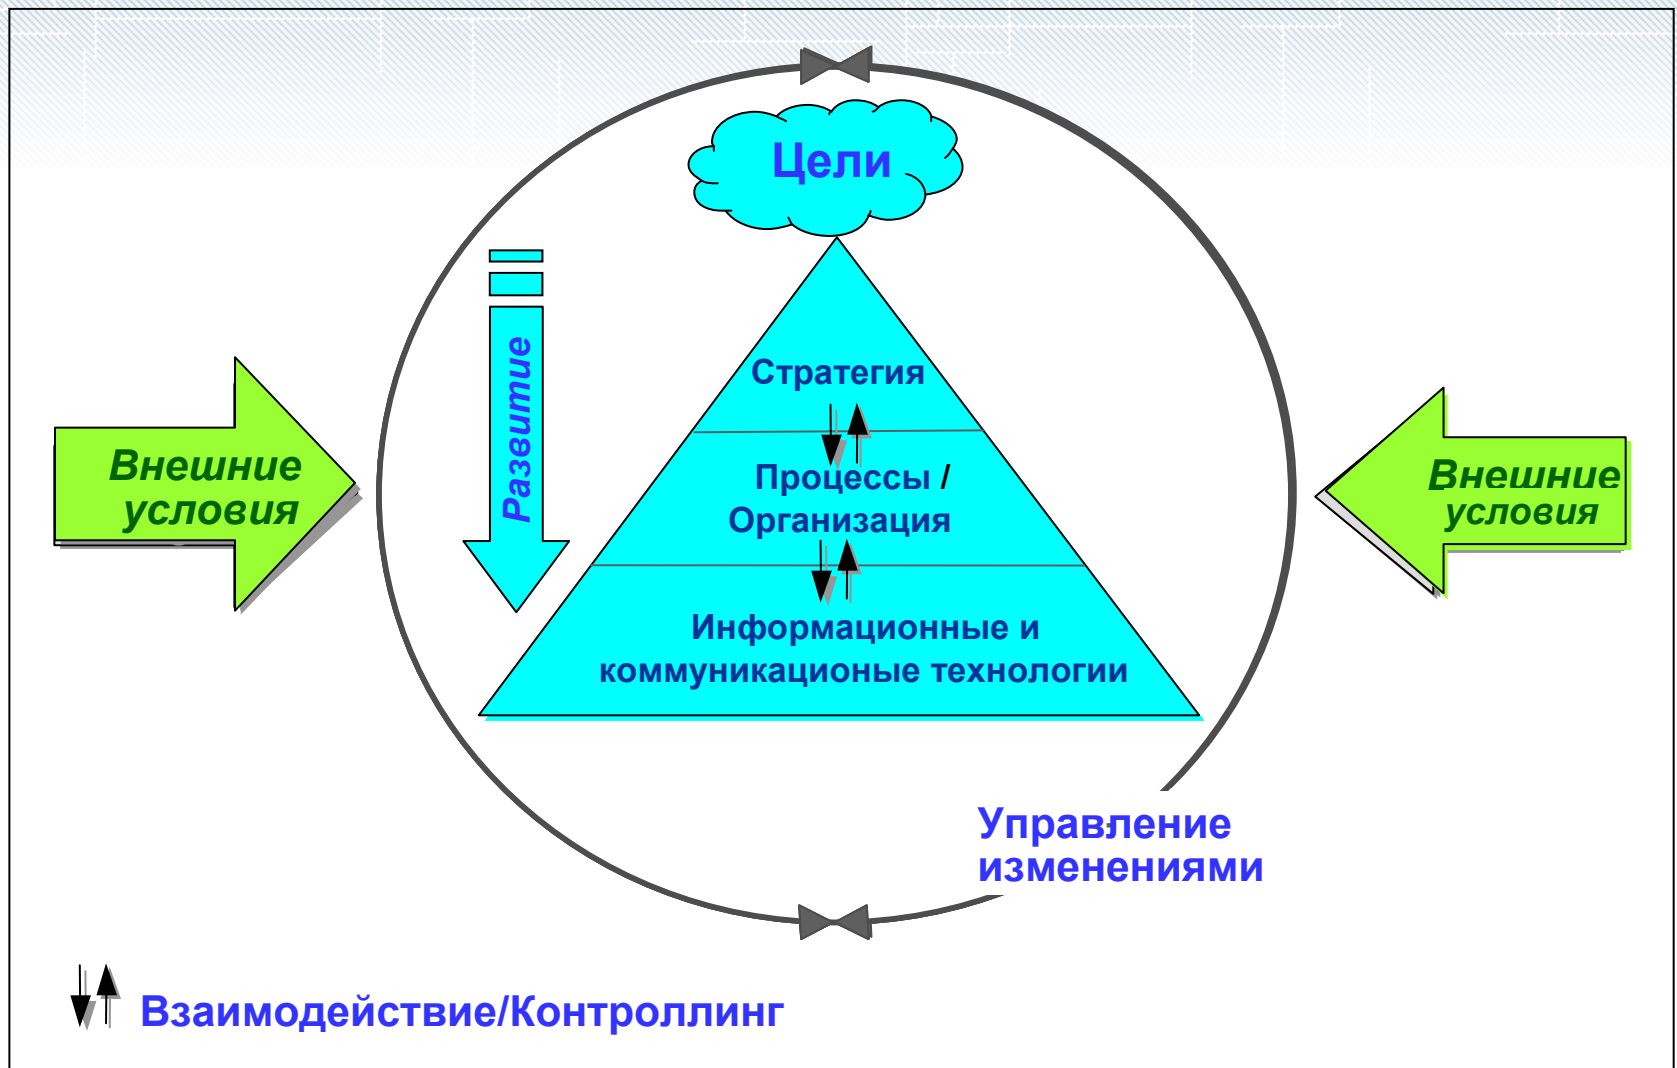 Цели
Развитие
Стратегия
Внешние
условия
Процессы /
Организация
Внешние
условия
Информационные и
коммуникационые технологии
Управление
изменениями
Взаимодействие/Контроллинг